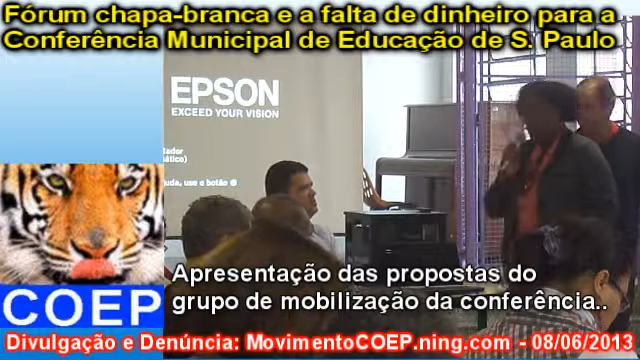 Fórum chapa-branca e a falta de dinheiro para a
Conferência Municipal de Educação de S. Paulo
EPSON
EXCEED YOUR VISION
COEP
Apresentação das propostas do
grupo de mobilização da conferência..
Divulgação e Denúncia: MovimentoCOEP.ning.com - 08/06/2013